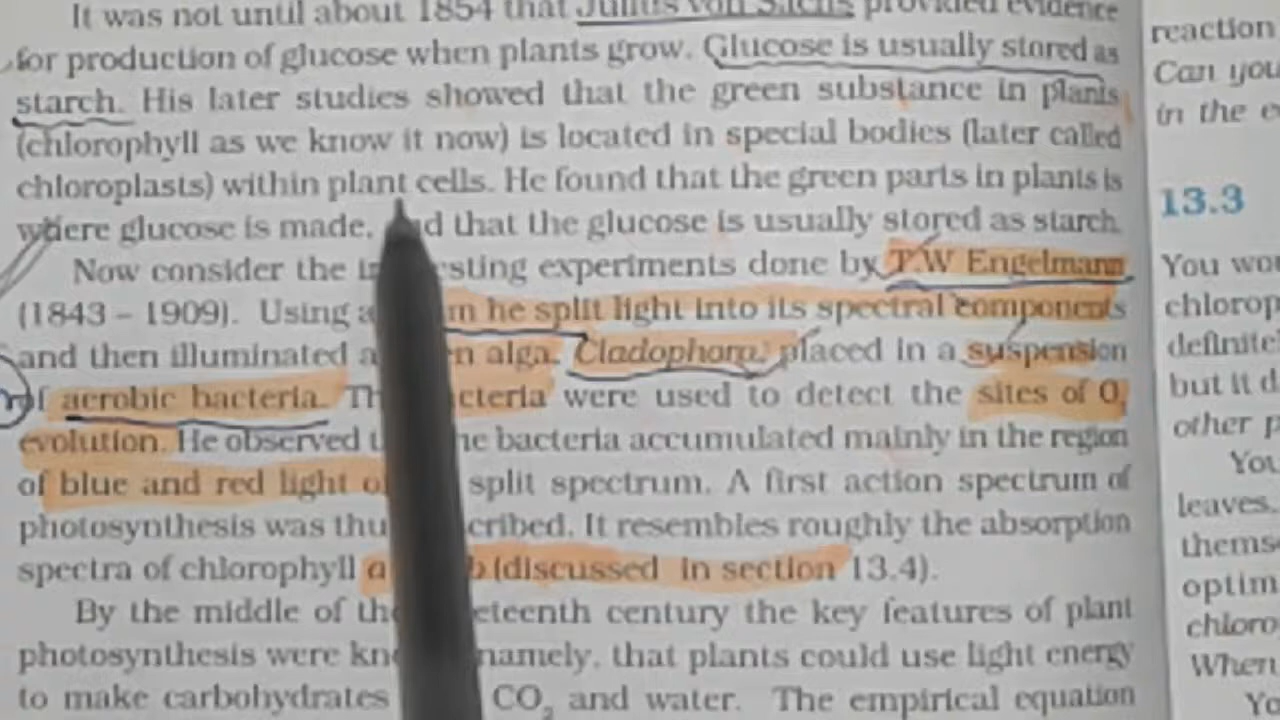 It was not until about 1854 that Julius von Sachs provided evidence
for production of glucose when plants grow. Glucose is usually stored as
starch. His later studies showed that the green substance in plants
(chlorophyll as we know it now) is located in special bodies (later called
chloroplasts) within plant cells. He found that the green parts in plants is
where glucose is made, and that the glucose is usually stored as starch.
Now consider the interesting experiments done by T.W Engelmann
(1843 – 1909). Using a m he split light into its spectral components
and then illuminated a n alga, Cladophora, placed in a suspension
of aerobic bacteria. The bacteria were used to detect the sites of O₂
evolution. He observed the bacteria accumulated mainly in the region
of blue and red light of split spectrum. A first action spectrum of
photosynthesis was thus described. It resembles roughly the absorption
spectra of chlorophyll a b (discussed in section 13.4).
By the middle of the nineteenth century the key features of plant
photosynthesis were known, namely, that plants could use light energy
to make carbohydrates CO₂ and water. The empirical equation
reaction
Can you
in the e
13.3
You wou
chlorop
definitel
but it d
other p
You
leaves.
themse
optim
chloro
When
Yo